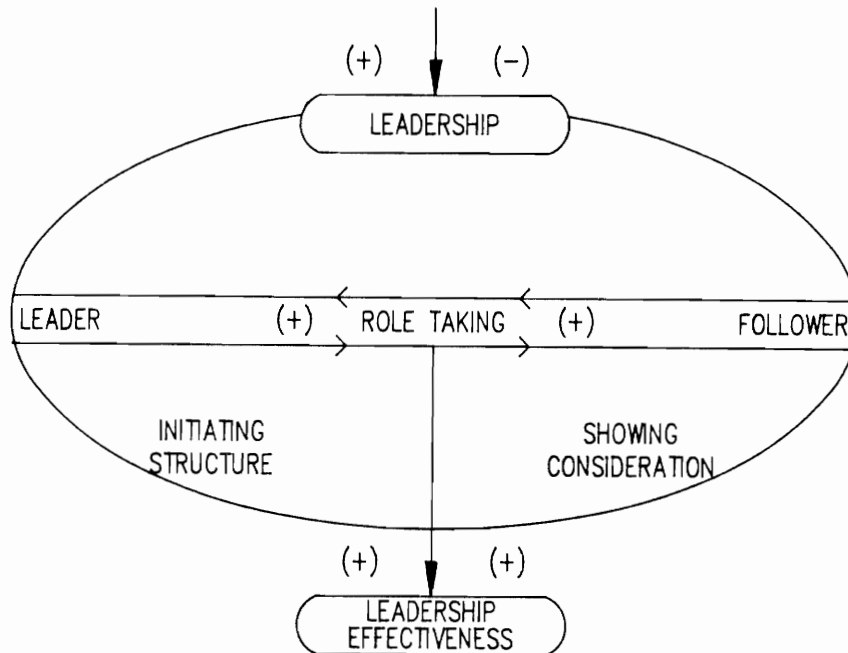 (+) (-)
LEADERSHIP
LEADER (+) ROLE TAKING (+) FOLLOWER
INITIATING
STRUCTURE
SHOWING
CONSIDERATION
(+) (+)
LEADERSHIP
EFFECTIVENESS